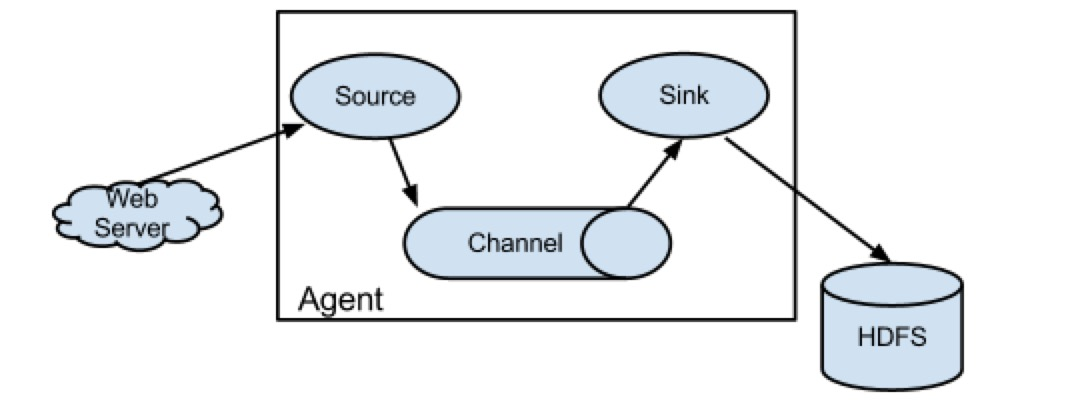 Source
Sink
Web
Server
Channel
Agent
HDFS